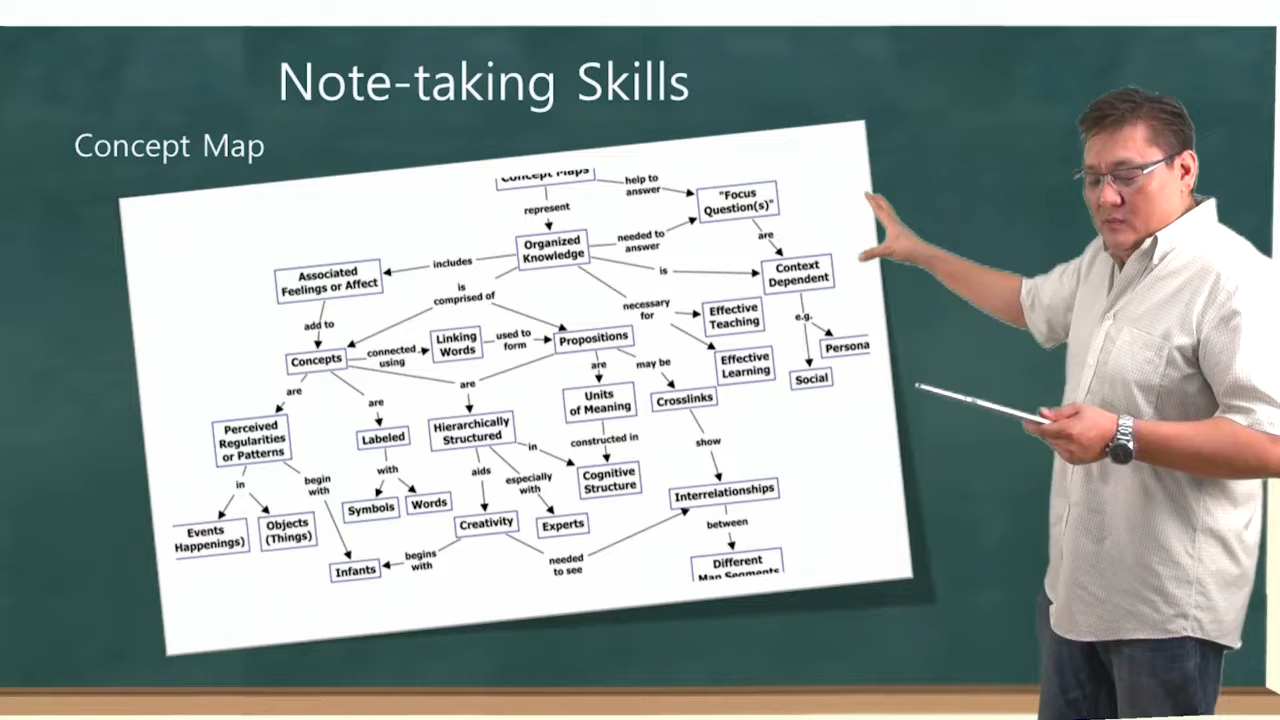 Note-taking Skills
Concept Map
Concept Maps
help to
answer
"Focus
Question(s)"
represent
needed to
answer
are
Organized
Knowledge
includes
is
Context
Dependent
Associated
Feelings or Affect
is
comprised of
necessary
for
Effective
Teaching
e.g.
add to
Linking
Words
used to
form
Propositions
Persona
Concepts
connected
using
are
may be
Effective
Learning
Social
are
are
are
Units
of Meaning
Crosslinks
Perceived
Regularities
or Patterns
Labeled
Hierarchically
Structured
in
constructed in
show
in
begin
with
with
aids
especially
with
Cognitive
Structure
Interrelationships
Symbols
Words
Events
Happenings)
Objects
(Things)
Creativity
Experts
between
Infants
begins
with
needed
to see
Different
Map Segments